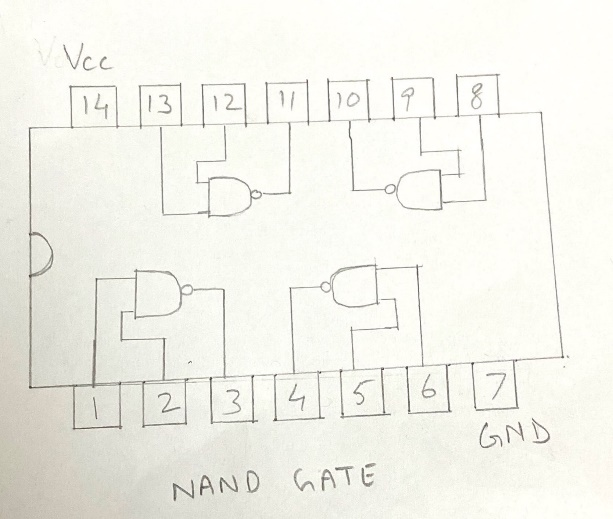 Vcc
14 13 12 11 10 9 8
1 2 3 4 5 6 7
GND
NAND GATE